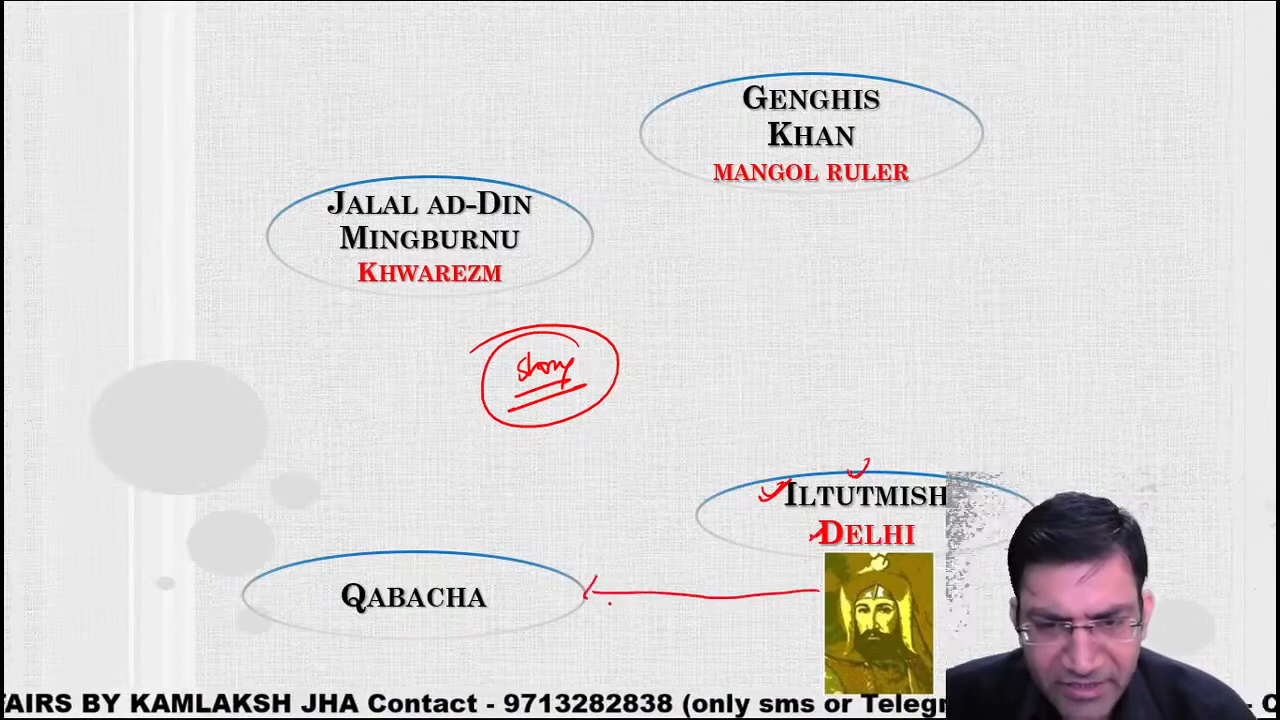 GENGHIS
KHAN
MANGOL RULER
JALAL AD-DIN
MINGBURNU
KHWAREZM
Story
ILTUTMISH
DELHI
QABACHA
FAIRS BY KAMLAKSH JHA Contact - 9713282838 (only sms or Telegr